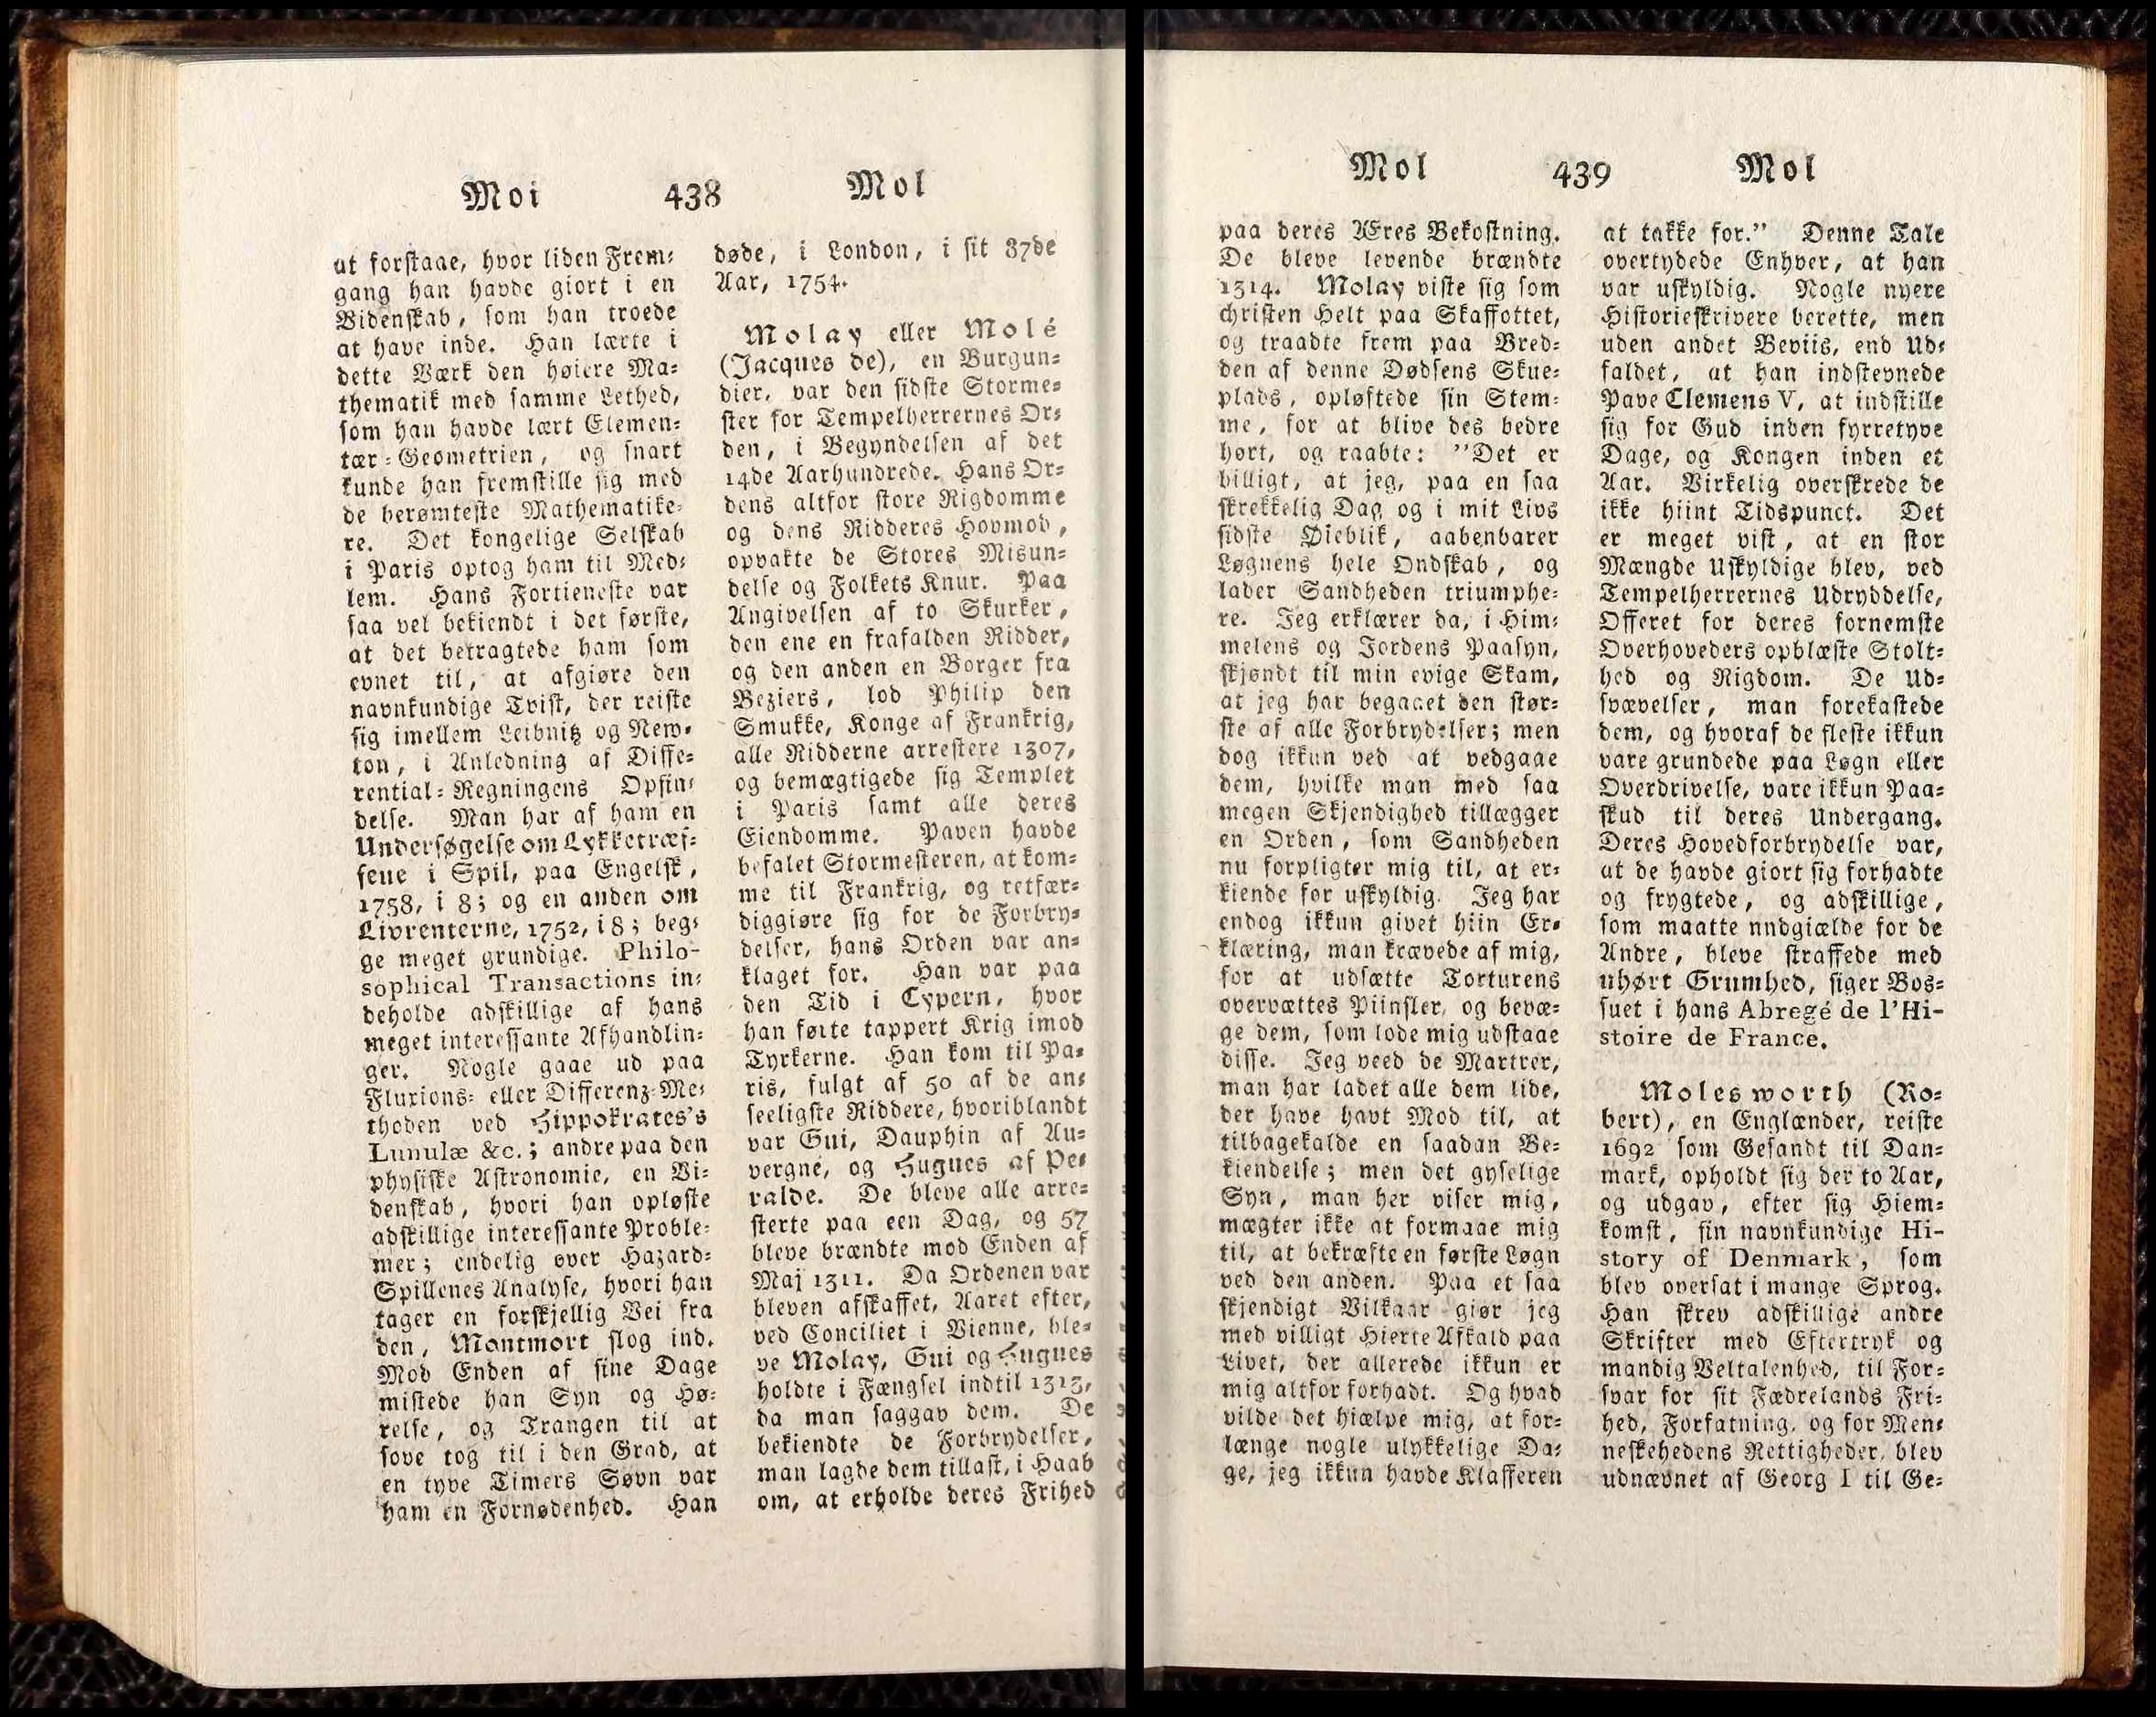 Moi 438 Mol
at forstaae, hvor liden Frem⸗
gang han havde giort i en
Videnskab, som han troede
at have inde. Han lærte i
dette Værk den høiere Ma⸗
thematik med samme Lethed,
som han havde lært Elemen⸗
tær⸗Geometrien, og snart
kunde han fremstille sig med
de berømteste Mathematike⸗
re. Det kongelige Selskab
i Paris optog ham til Med⸗
lem. Hans Fortieneste var
saa vel bekiendt i det første,
at det betragtede ham som
evnet til, at afgiøre den
navnkundige Tvist, der reiste
sig imellem Leibnitz og New⸗
ton, i Anledning af Diffe⸗
rential⸗Regningens Opfin⸗
delse. Man har af ham en
Undersøgelse om Lykketræf⸗
fene i Spil, paa Engelsk,
1738, i 8; og en anden om
Livrenterne, 1752, i 8; beg⸗
ge meget grundige. Philo-
sophical Transactions in⸗
deholde adskillige af hans
meget interessante Afhandlin⸗
ger. Nogle gaae ud paa
Fluxions⸗ eller Differenz⸗Me⸗
thoden ved Hippokrates's
Lunulæ &c.; andre paa den
physiske Astronomie, en Vi⸗
denskab, hvori han opløste
adskillige interessante Proble⸗
mer; endelig over Hazard⸗
Spillenes Analyse, hvori han
tager en forskjellig Vei fra
den, Montmort slog ind.
Mod Enden af sine Dage
mistede han Syn og Hø⸗
relse, og Trangen til at
sove tog til i den Grad, at
en tyve Timers Søvn var
ham en Fornødenhed. Han
døde, i London, i sit 87de
Aar, 1754.
Molay eller Molé
(Jacques de), en Burgun⸗
dier, var den sidste Storme⸗
ster for Tempelherrernes Or⸗
den, i Begyndelsen af det
14de Aarhundrede. Hans Or⸗
dens altfor store Rigdomme
og dens Ridderes Hovmod,
opvakte de Stores Misun⸗
delse og Folkets Knur. Paa
Angivelsen af to Skurker,
den ene en frafalden Ridder,
og den anden en Borger fra
Beziers, lod Philip den
Smukke, Konge af Frankrig,
alle Ridderne arrestere 1307,
og bemægtigede sig Templet
i Paris samt alle deres
Eiendomme. Paven havde
befalet Stormesteren, at kom⸗
me til Frankrig, og retfær⸗
diggiøre sig for de Forbry⸗
delser, hans Orden var an⸗
klaget for. Han var paa
den Tid i Cypern, hvor
han førte tappert Krig imod
Tyrkerne. Han kom til Pa⸗
ris, fulgt af 50 af de an⸗
seeligste Riddere, hvoriblandt
var Gui, Dauphin af Au⸗
vergne, og Hugues af Pe⸗
ralde. De bleve alle arre⸗
sterte paa een Dag, og 57
bleve brændte mod Enden af
Maj 1311. Da Ordenen var
bleven afskaffet, Aaret efter,
ved Conciliet i Vienne, ble⸗
ve Molay, Gui og Hugues
holdte i Fængsel indtil 1313,
da man saggav dem. De
bekiendte de Forbrydelser,
man lagde dem tillast, i Haab
om, at erholde deres Frihed
Mol 439 Mol
paa deres Æres Bekostning.
De bleve levende brændte
1314. Molay viste sig som
christen Helt paa Skaffottet,
og traadte frem paa Bred⸗
den af denne Dødsens Skue⸗
plads, opløftede sin Stem⸗
me, for at blive des bedre
hørt, og raabte: "Det er
billigt, at jeg, paa en saa
skrekkelig Dag og i mit Livs
sidste Øieblik, aabenbarer
Løgnens hele Ondskab, og
lader Sandheden triumphe⸗
re. Jeg erklærer da, i Him⸗
melens og Jordens Paasyn,
skjøndt til min evige Skam,
at jeg har begaaet den stør⸗
ste af alle Forbrydelser; men
dog ikkun ved at vedgaae
dem, hvilke man med saa
megen Skjendighed tillægger
en Orden, som Sandheden
nu forpligter mig til, at er⸗
kiende for uskyldig. Jeg har
endog ikkun givet hiin Er⸗
klæring, man krævede af mig,
for at udsætte Torturens
overvættes Piinsler, og bevæ⸗
ge dem, som lode mig udstaae
disse. Jeg veed de Martrer,
man har ladet alle dem lide,
der have havt Mod til, at
tilbagekalde en saadan Be⸗
kiendelse; men det gyselige
Syn, man her viser mig,
mægter ikke at formaae mig
til, at bekræfte en første Løgn
ved den anden. Paa et saa
skjendigt Vilkaar giør jeg
med villigt Hierte Afkald paa
Livet, der allerede ikkun er
mig altfor forhadt. Og hvad
vilde det hiælpe mig, at for⸗
længe nogle ulykkelige Da⸗
ge, jeg ikkun havde Klafferen
at takke for." Denne Tale
overtydede Enhver, at han
var uskyldig. Nogle nyere
Historieskrivere berette, men
uden andet Beviis, end Ud⸗
faldet, at han indstevnede
Pave Clemens V, at indstille
sig for Gud inden fyrretyve
Dage, og Kongen inden et
Aar. Virkelig overskrede de
ikke hiint Tidspunct. Det
er meget vist, at en stor
Mængde Uskyldige blev, ved
Tempelherrernes Udryddelse,
Offeret for deres fornemste
Overhoveders opblæste Stolt⸗
hed og Rigdom. De Ud⸗
svævelser, man forekastede
dem, og hvoraf de fleste ikkun
vare grundede paa Løgn eller
Overdrivelse, vare ikkun Paa⸗
skud til deres Undergang.
Deres Hovedforbrydelse var,
at de havde giort sig forhadte
og frygtede, og adskillige,
som maatte nndgiælde for de
Andre, bleve straffede med
uhørt Grumhed, siger Bos⸗
suet i hans Abregé de l'Hi-
stoire de France.
Molesworth (Ro⸗
bert), en Englænder, reiste
1692 som Gesandt til Dan⸗
mark, opholdt sig der to Aar,
og udgav, efter sig Hiem⸗
komst, sin navnkundige Hi-
story of Denmark, som
blev oversat i mange Sprog.
Han skrev adskillige andre
Skrifter med Eftertryk og
mandig Veltalenhed, til For⸗
svar for sit Fædrelands Fri⸗
hed, Forfatning, og for Men⸗
neskehedens Rettigheder, blev
udnævnet af Georg I til Ge⸗